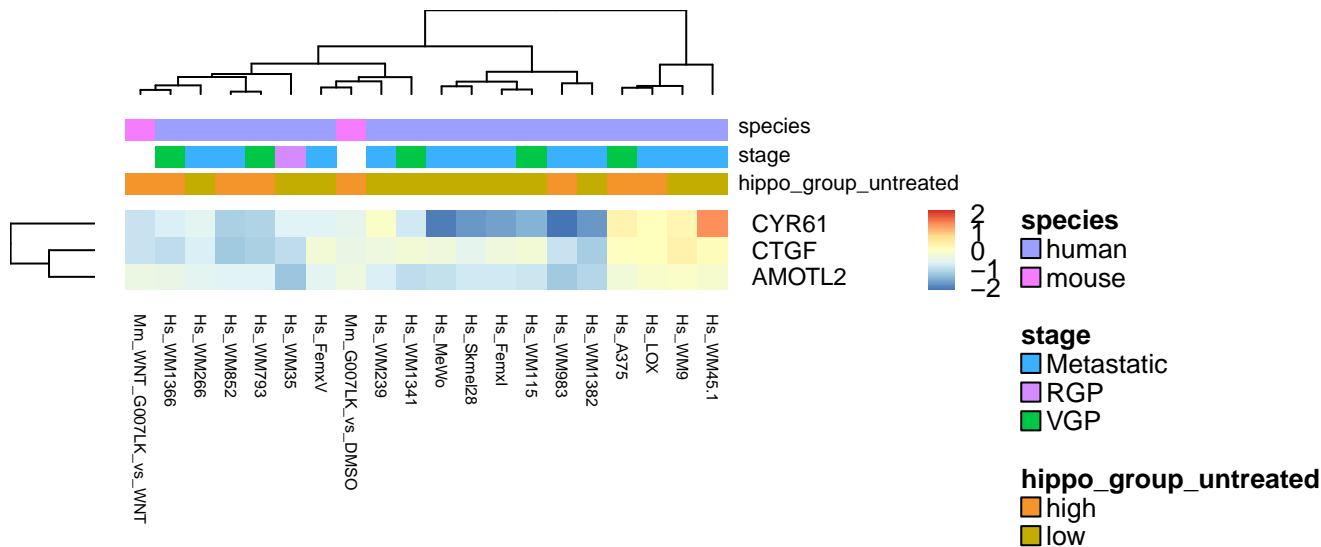 species
stage
hippo_group_untreated
CYR61
CTGF
AMOTL2
2
1
0
−1
−2
Mm_WNT_G007LK_vs_WNT
Hs_WM1366
Hs_WM266
Hs_WM852
Hs_WM793
Hs_WM35
Hs_FemxV
Mm_G007LK_vs_DMSO
Hs_WM239
Hs_WM1341
Hs_MeWo
Hs_Skmel28
Hs_FemxI
Hs_WM115
Hs_WM983
Hs_WM1382
Hs_A375
Hs_LOX
Hs_WM9
Hs_WM45.1
species
human
mouse
stage
Metastatic
RGP
VGP
hippo_group_untreated
high
low